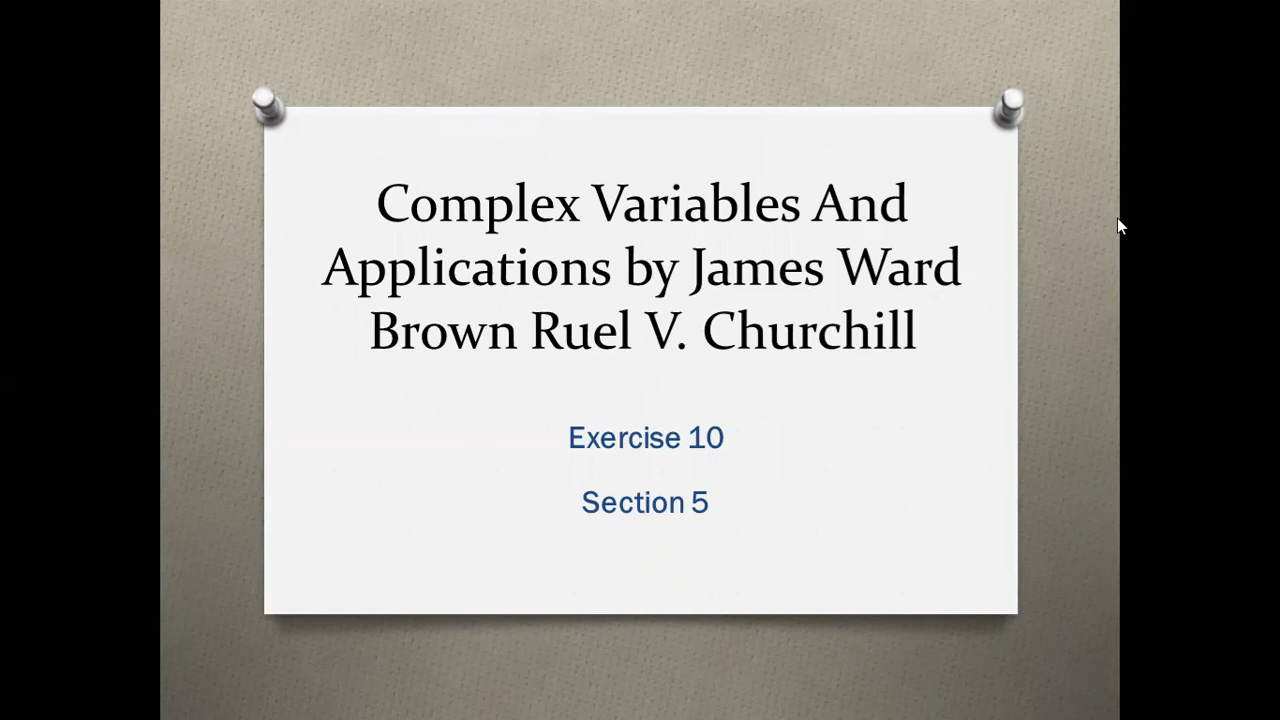 Complex Variables And
Applications by James Ward
Brown Ruel V. Churchill
Exercise 10
Section 5